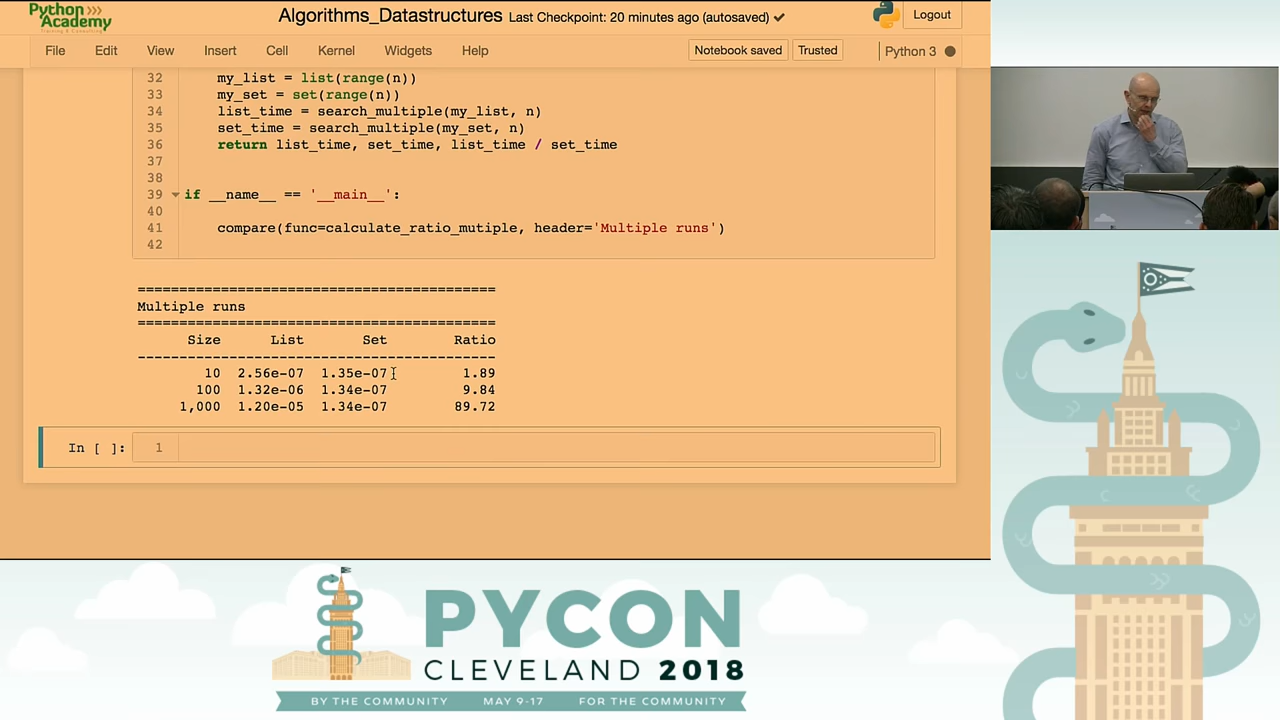 Python >>>
Academy
Training & Consulting
Algorithms_Datastructures Last Checkpoint: 20 minutes ago (autosaved)
Logout
File Edit View Insert Cell Kernel Widgets Help
Notebook saved Trusted Python 3
32 my_list = list(range(n))
33 my_set = set(range(n))
34 list_time = search_multiple(my_list, n)
35 set_time = search_multiple(my_set, n)
36 return list_time, set_time, list_time / set_time
37
38
39 if __name__ == '__main__':
40
41 compare(func=calculate_ratio_mutiple, header='Multiple runs')
42
===========================================
Multiple runs
===========================================
Size List Set Ratio
-------------------------------------------
10 2.56e-07 1.35e-07 1.89
100 1.32e-06 1.34e-07 9.84
1,000 1.20e-05 1.34e-07 89.72
In [ ]: 1
PYCON
CLEVELAND 2018
BY THE COMMUNITY MAY 9-17 FOR THE COMMUNITY